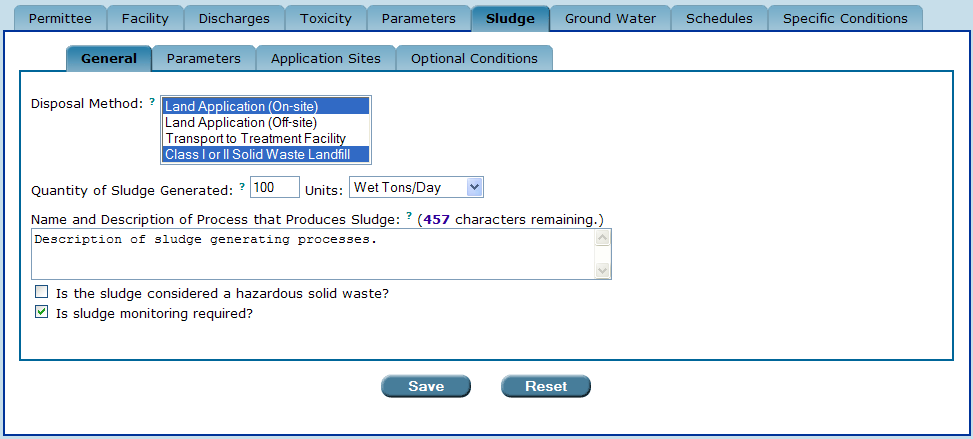 Permittee Facility Discharges Toxicity Parameters Sludge Ground Water Schedules Specific Conditions
General Parameters Application Sites Optional Conditions
Disposal Method: ? Land Application (On-site)
Land Application (Off-site)
Transport to Treatment Facility
Class I or II Solid Waste Landfill
Quantity of Sludge Generated: ? 100 Units: Wet Tons/Day
Name and Description of Process that Produces Sludge: ? (457 characters remaining.)
Description of sludge generating processes.
Is the sludge considered a hazardous solid waste?
Is sludge monitoring required?
Save Reset